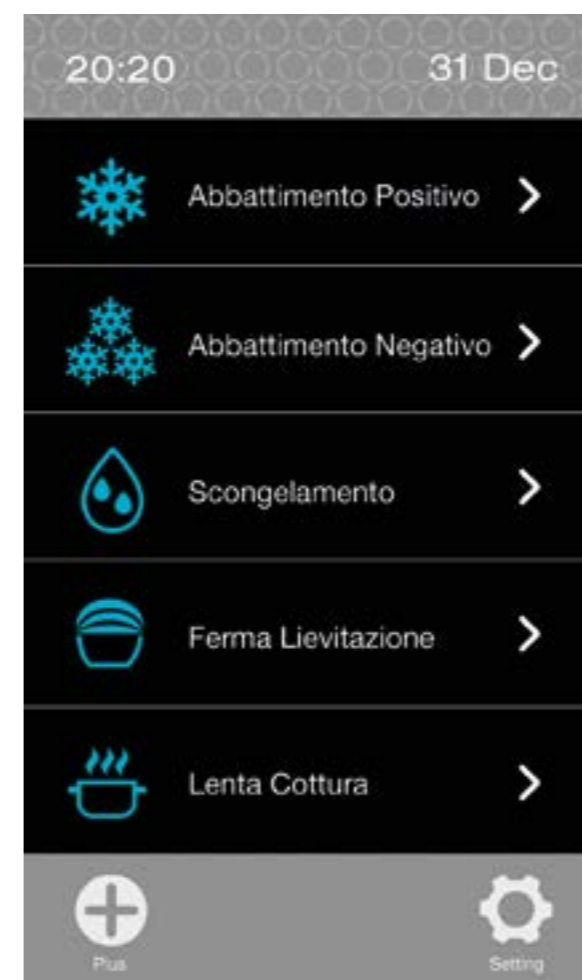 20:20 31 Dec
Abbattimento Positivo
Abbattimento Negativo
Scongelamento
Ferma Lievitazione
Lenta Cottura
Plus Setting